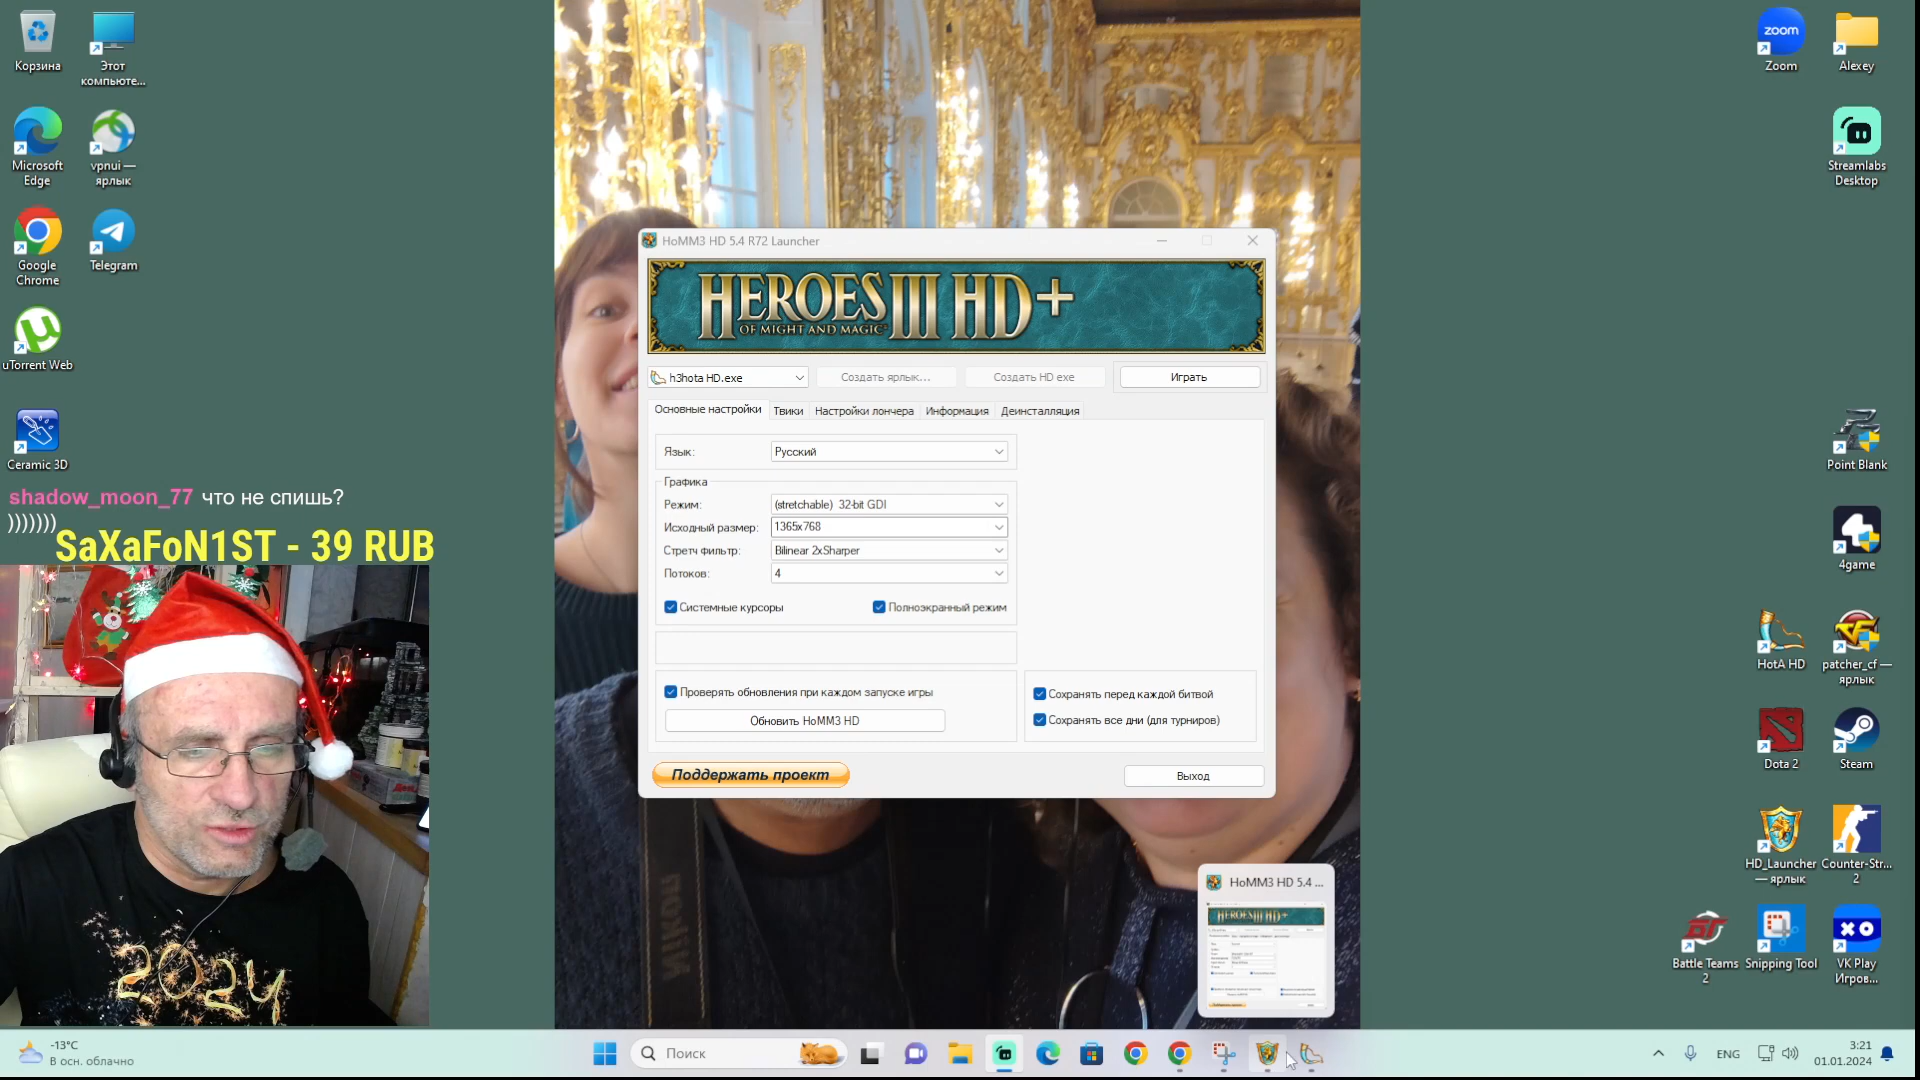 Корзина
Этот
компьюте...
Microsoft
Edge
vpnui —
ярлык
Google
Chrome
Telegram
uTorrent Web
Ceramic 3D
shadow_moon_77 что не спишь?
)))))))
SaXaFoN1ST - 39 RUB
2024
HoMM3 HD 5.4 R72 Launcher
HEROES III HD+
OF MIGHT AND MAGIC
h3hota HD.exe
Создать ярлык...
Создать HD exe
Играть
Основные настройки
Твики
Настройки лончера
Информация
Деинсталляция
Язык:
Русский
Графика
Режим:
(stretchable) 32-bit GDI
Исходный размер:
1365x768
Стретч фильтр:
Bilinear 2xSharper
Потоков:
4
Системные курсоры
Полноэкранный режим
Проверять обновления при каждом запуске игры
Обновить HoMM3 HD
Сохранять перед каждой битвой
Сохранять все дни (для турниров)
Поддержать проект
Выход
Nikon
HoMM3 HD 5.4 ...
HEROES III HD+
zoom
Zoom
Alexey
Streamlabs
Desktop
Point Blank
4game
HotA HD
patcher_cf —
ярлык
Dota 2
Steam
HD_Launcher
— ярлык
Counter-Str...
2
Battle Teams
2
Snipping Tool
VK Play
Игров...
-13°C
В осн. облачно
Поиск
ENG
3:21
01.01.2024